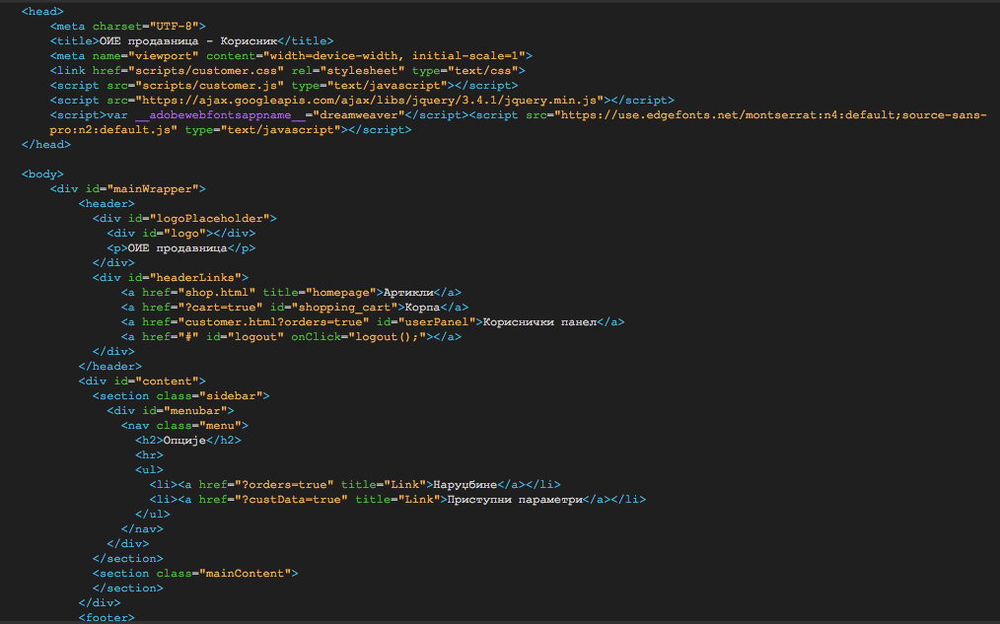 <head>
<meta charset="UTF-8">
<title>ОИЕ продавница - Корисник</title>
<meta name="viewport" content="width=device-width, initial-scale=1">
<link href="scripts/customer.css" rel="stylesheet" type="text/css">
<script src="scripts/customer.js" type="text/javascript"></script>
<script src="https://ajax.googleapis.com/ajax/libs/jquery/3.4.1/jquery.min.js"></script>
<script>var __adobewebfontsappname__="dreamweaver"</script><script src="https://use.edgefonts.net/montserrat:n4:default;source-sans-
pro:n2:default.js" type="text/javascript"></script>
</head>
<body>
<div id="mainWrapper">
<header>
<div id="logoPlaceholder">
<div id="logo"></div>
<p>ОИЕ продавница</p>
</div>
<div id="headerLinks">
<a href="shop.html" title="homepage">Артикли</a>
<a href="?cart=true" id="shopping_cart">Корпа</a>
<a href="customer.html?orders=true" id="userPanel">Кориснички панел</a>
<a href="#" id="logout" onClick="logout();"></a>
</div>
</header>
<div id="content">
<section class="sidebar">
<div id="menubar">
<nav class="menu">
<h2>Опције</h2>
<hr>
<ul>
<li><a href="?orders=true" title="Link">Наруџбине</a></li>
<li><a href="?custData=true" title="Link">Приступни параметри</a></li>
</ul>
</nav>
</div>
</section>
<section class="mainContent">
</section>
</div>
<footer>